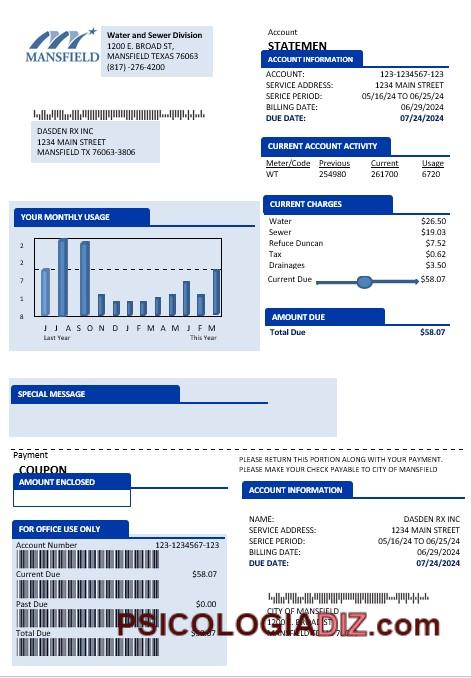 MANSFIELD
Water and Sewer Division
1200 E. BROAD ST,
MANSFIELD TEXAS 76063
(817) -276-4200
DASDEN RX INC
1234 MAIN STREET
MANSFIELD TX 76063-3806
Account
STATEMEN
ACCOUNT INFORMATION
ACCOUNT: 123-1234567-123
SERVICE ADDRESS: 1234 MAIN STREET
SERICE PERIOD: 05/16/24 TO 06/25/24
BILLING DATE: 06/29/2024
DUE DATE: 07/24/2024
CURRENT ACCOUNT ACTIVITY
Meter/Code Previous Current Usage
WT 254980 261700 6720
YOUR MONTHLY USAGE
2
2
7
1
8
J J A S O N D J F M A M J J F M
Last Year This Year
CURRENT CHARGES
Water $26.50
Sewer $19.03
Refuce Duncan $7.52
Tax $0.62
Drainages $3.50
Current Due $58.07
AMOUNT DUE
Total Due $58.07
SPECIAL MESSAGE
Payment
COUPON
AMOUNT ENCLOSED
PLEASE RETURN THIS PORTION ALONG WITH YOUR PAYMENT.
PLEASE MAKE YOUR CHECK PAYABLE TO CITY OF MANSFIELD
ACCOUNT INFORMATION
NAME: DASDEN RX INC
SERVICE ADDRESS: 1234 MAIN STREET
SERICE PERIOD: 05/16/24 TO 06/25/24
BILLING DATE: 06/29/2024
DUE DATE: 07/24/2024
FOR OFFICE USE ONLY
Account Number 123-1234567-123
Current Due $58.07
Past Due $0.00
Total Due $58.07
CITY OF MANSFIELD
1200 E. BROAD ST
MANSFIELD
PSICOLOGIADIZ.com